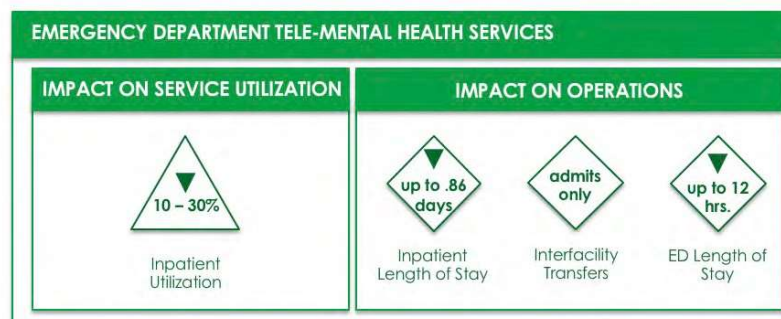 EMERGENCY DEPARTMENT TELE-MENTAL HEALTH SERVICES
IMPACT ON SERVICE UTILIZATION
10 – 30%
Inpatient
Utilization
IMPACT ON OPERATIONS
up to .86
days
Inpatient
Length of Stay
admits
only
Interfacility
Transfers
up to 12
hrs.
ED Length of
Stay